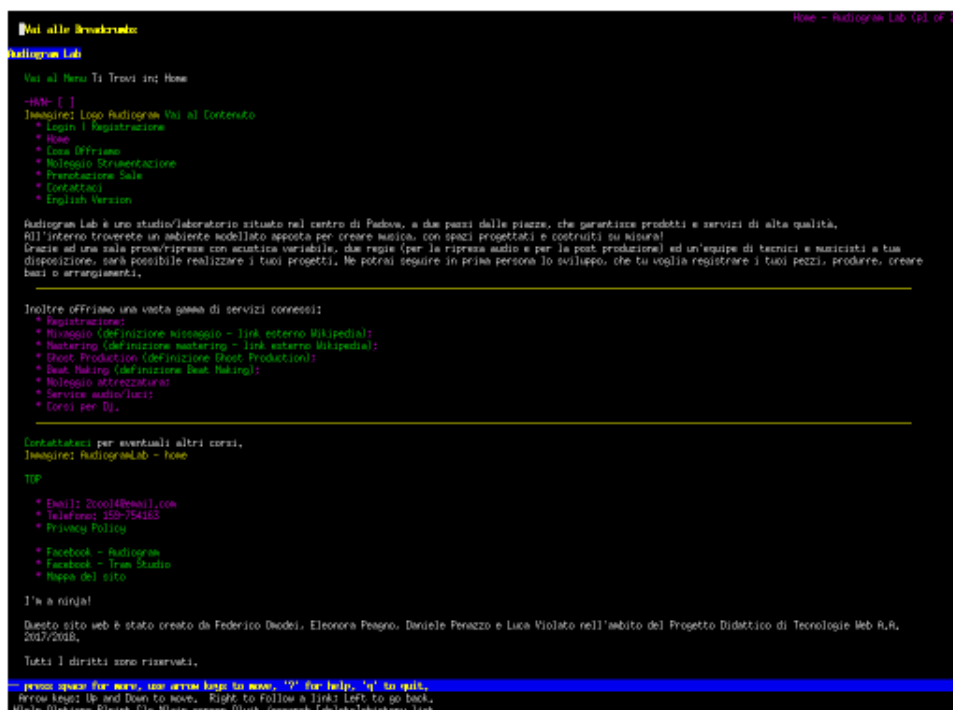 Home - Audiogram Lab (p1 of
Vai alle Breadcrumbs
Audiogram Lab
Vai al Menu Ti Trovi in: Home
[ ]
Immagine: Logo Audiogram Vai al Contenuto
* Login | Registrazione
* Home
* Cosa Offriamo
* Noleggio Strumentazione
* Prenotazione Sale
* Contattaci
* English Version
Audiogram Lab è uno studio/laboratorio situato nel centro di Padova, a due passi dalle piazze, che garantisce prodotti e servizi di alta qualità.
All'interno troverete un ambiente modellato apposta per creare musica, con spazi progettati e costruiti su misura!
Grazie ad una sala prove/riprese con acustica variabile, due regie (per la ripresa audio e per la post produzione) ed un'equipe di tecnici e musicisti a tua
disposizione, sarà possibile realizzare i tuoi progetti. Ne potrai seguire in prima persona lo sviluppo, che tu voglia registrare i tuoi pezzi, produrre, creare
basi o arrangiamenti.
Inoltre offriamo una vasta gamma di servizi connessi:
* Registrazione;
* Mixaggio (definizione missaggio - link esterno Wikipedia);
* Mastering (definizione mastering - link esterno Wikipedia);
* Ghost Production (definizione Ghost Production);
* Beat Making (definizione Beat Making);
* Noleggio attrezzatura;
* Service audio/luci;
* Corsi per Dj.
Contattateci per eventuali altri corsi.
Immagine: AudiogramLab - home
TOP
* Email: 2cool4@email.com
* Telefono: 159-754163
* Privacy Policy
* Facebook - Audiogram
* Facebook - Tram Studio
* Mappa del sito
I'm a ninja!
Questo sito web è stato creato da Federico Omodei, Eleonora Peagno, Daniele Penazzo e Luca Violato nell'ambito del Progetto Didattico di Tecnologie Web A.A.
2017/2018.
Tutti I diritti sono riservati.
-- press space for more, use arrow keys to move, '?' for help, 'q' to quit.
Arrow keys: Up and Down to move. Right to follow a link; Left to go back.